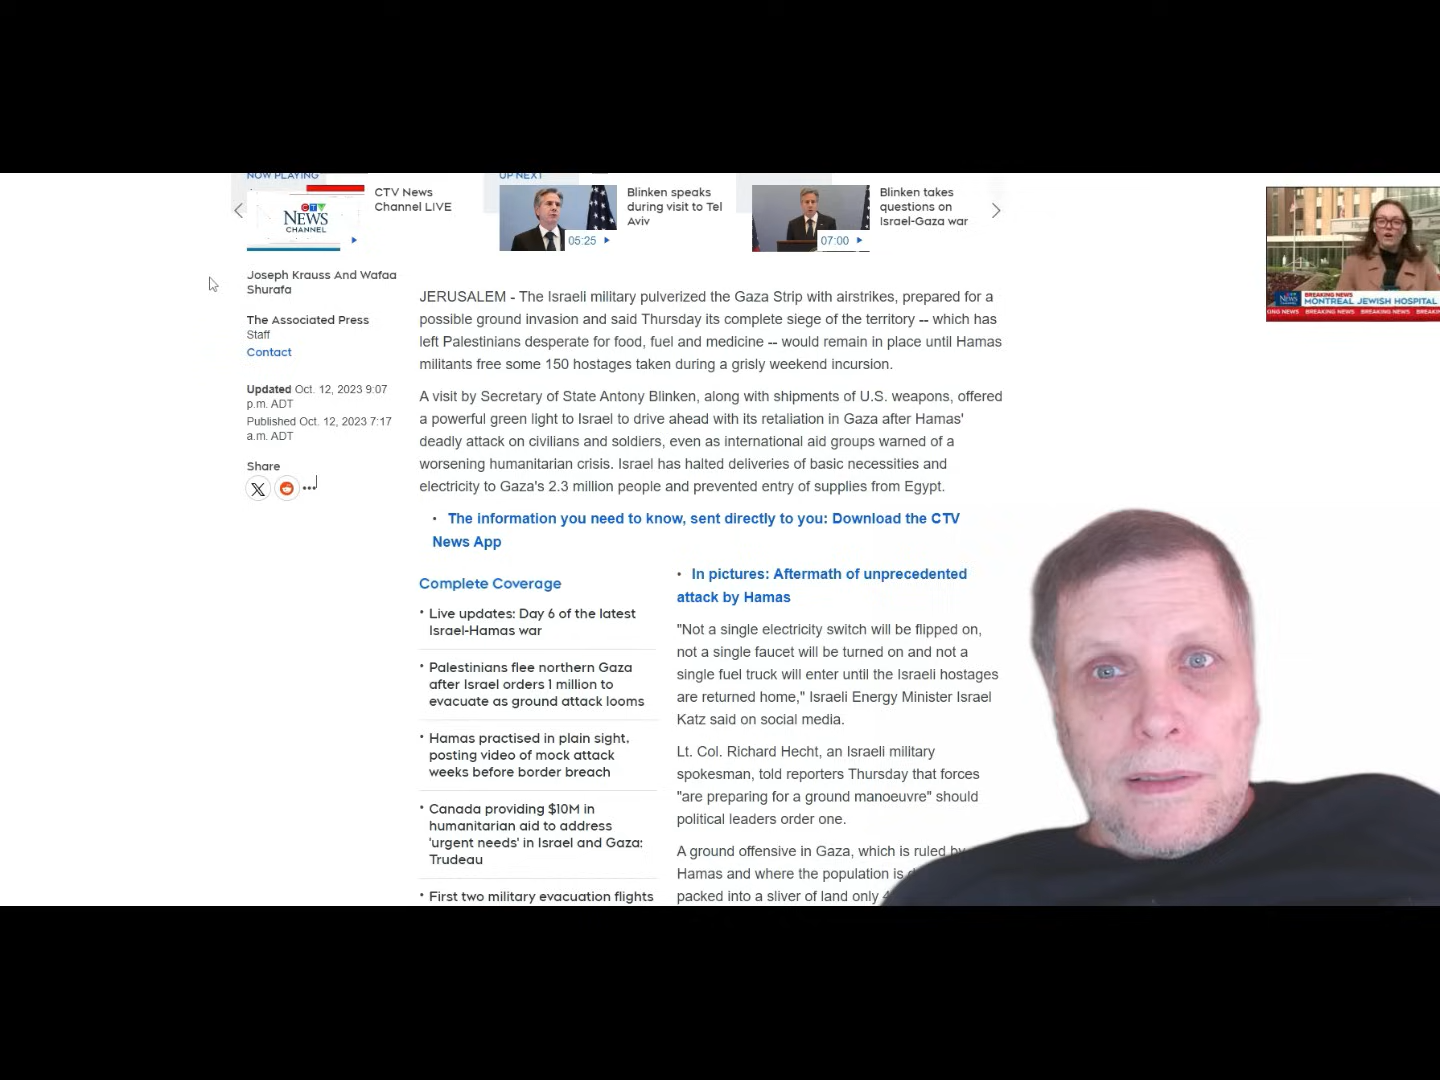 NOW PLAYING
UP NEXT
CTV
NEWS
CHANNEL
CTV News
Channel LIVE
05:25
Blinken speaks
during visit to Tel
Aviv
07:00
Blinken takes
questions on
Israel-Gaza war
NEWS
BREAKING NEWS
MONTREAL JEWISH HOSPITAL
BREAKING NEWS BREAKING NEWS
Joseph Krauss And Wafaa
Shurafa
The Associated Press
Staff
Contact
Updated Oct. 12, 2023 9:07
p.m. ADT
Published Oct. 12, 2023 7:17
a.m. ADT
Share
JERUSALEM - The Israeli military pulverized the Gaza Strip with airstrikes, prepared for a
possible ground invasion and said Thursday its complete siege of the territory -- which has
left Palestinians desperate for food, fuel and medicine -- would remain in place until Hamas
militants free some 150 hostages taken during a grisly weekend incursion.
A visit by Secretary of State Antony Blinken, along with shipments of U.S. weapons, offered
a powerful green light to Israel to drive ahead with its retaliation in Gaza after Hamas'
deadly attack on civilians and soldiers, even as international aid groups warned of a
worsening humanitarian crisis. Israel has halted deliveries of basic necessities and
electricity to Gaza's 2.3 million people and prevented entry of supplies from Egypt.
• The information you need to know, sent directly to you: Download the CTV
News App
Complete Coverage
• Live updates: Day 6 of the latest
Israel-Hamas war
• Palestinians flee northern Gaza
after Israel orders 1 million to
evacuate as ground attack looms
• Hamas practised in plain sight,
posting video of mock attack
weeks before border breach
• Canada providing $10M in
humanitarian aid to address
'urgent needs' in Israel and Gaza:
Trudeau
• First two military evacuation flights
• In pictures: Aftermath of unprecedented
attack by Hamas
"Not a single electricity switch will be flipped on,
not a single faucet will be turned on and not a
single fuel truck will enter until the Israeli hostages
are returned home," Israeli Energy Minister Israel
Katz said on social media.
Lt. Col. Richard Hecht, an Israeli military
spokesman, told reporters Thursday that forces
"are preparing for a ground manoeuvre" should
political leaders order one.
A ground offensive in Gaza, which is ruled by
Hamas and where the population is
packed into a sliver of land only